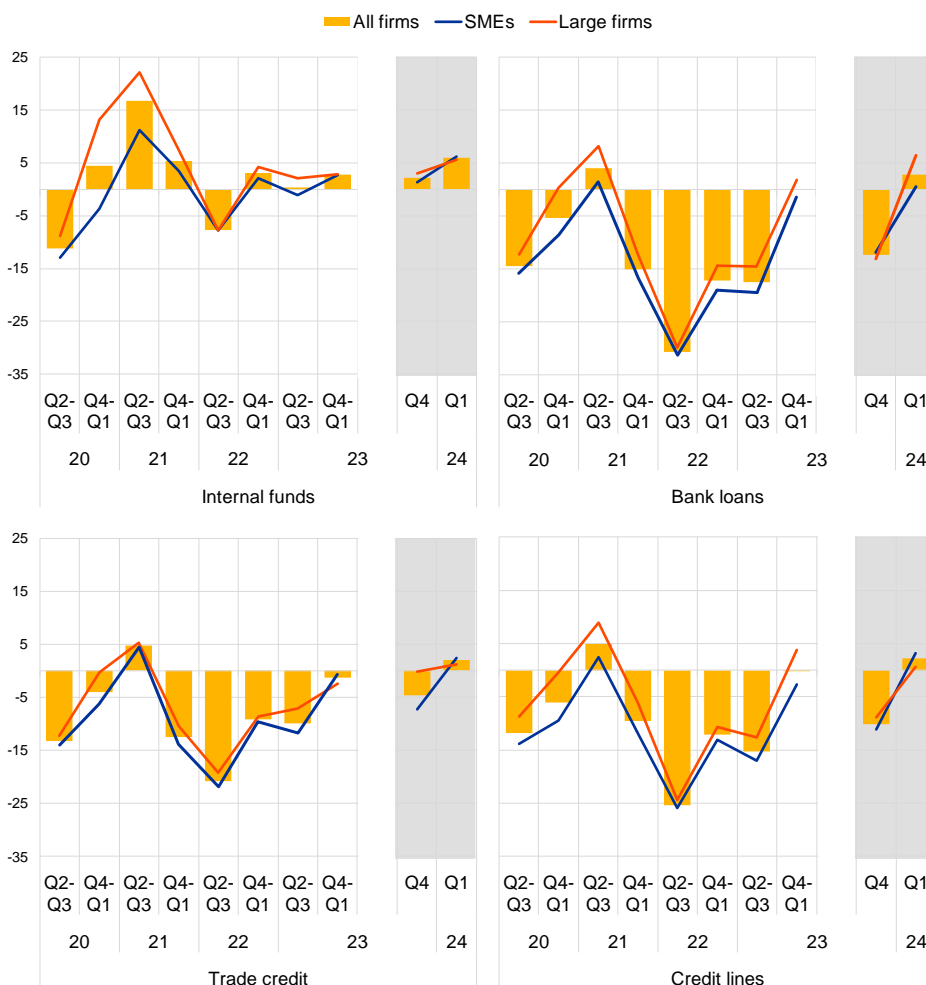 All firms SMEs Large firms
25
15
5
-5
-15
-25
-35
Q2- Q4- Q2- Q4- Q2- Q4- Q2- Q4- Q4 Q1 Q2- Q4- Q2- Q4- Q2- Q4- Q2- Q4- Q4 Q1
Q3 Q1 Q3 Q1 Q3 Q1 Q3 Q1 Q3 Q1 Q3 Q1 Q3 Q1 Q3 Q1
20 21 22 23 24 20 21 22 23 24
Internal funds Bank loans
25
15
5
-5
-15
-25
-35
Q2- Q4- Q2- Q4- Q2- Q4- Q2- Q4- Q4 Q1 Q2- Q4- Q2- Q4- Q2- Q4- Q2- Q4- Q4 Q1
Q3 Q1 Q3 Q1 Q3 Q1 Q3 Q1 Q3 Q1 Q3 Q1 Q3 Q1 Q3 Q1
20 21 22 23 24 20 21 22 23 24
Trade credit Credit lines